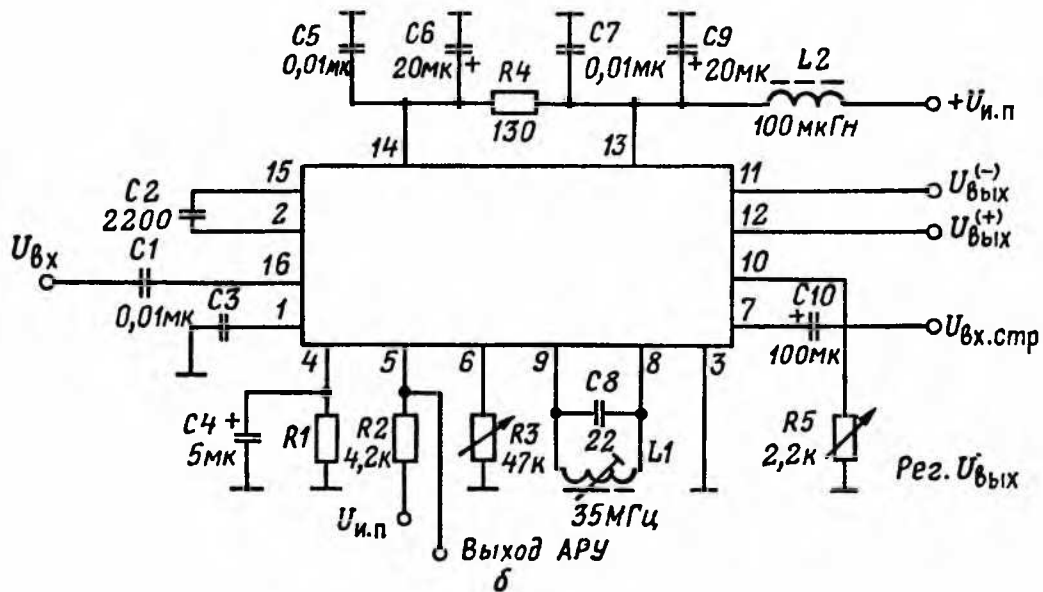 C5
0,01мк
C6
20мк
+
R4
130
C7
0,01мк
C9
+
20мк
L2
100 мкГн
+Uи.п
14
13
15
2
C2
2200
Uвх
C1
0,01мк
16
C3
1
11
Uвых(-)
12
Uвых(+)
10
7
C10
+
100мк
Uвх.стр
4
5
6
9
8
3
C4
+
5мк
R1
R2
4,2к
R3
47к
C8
22
L1
35МГц
R5
2,2к
Рег. Uвых
Uи.п
Выход АРУ
б